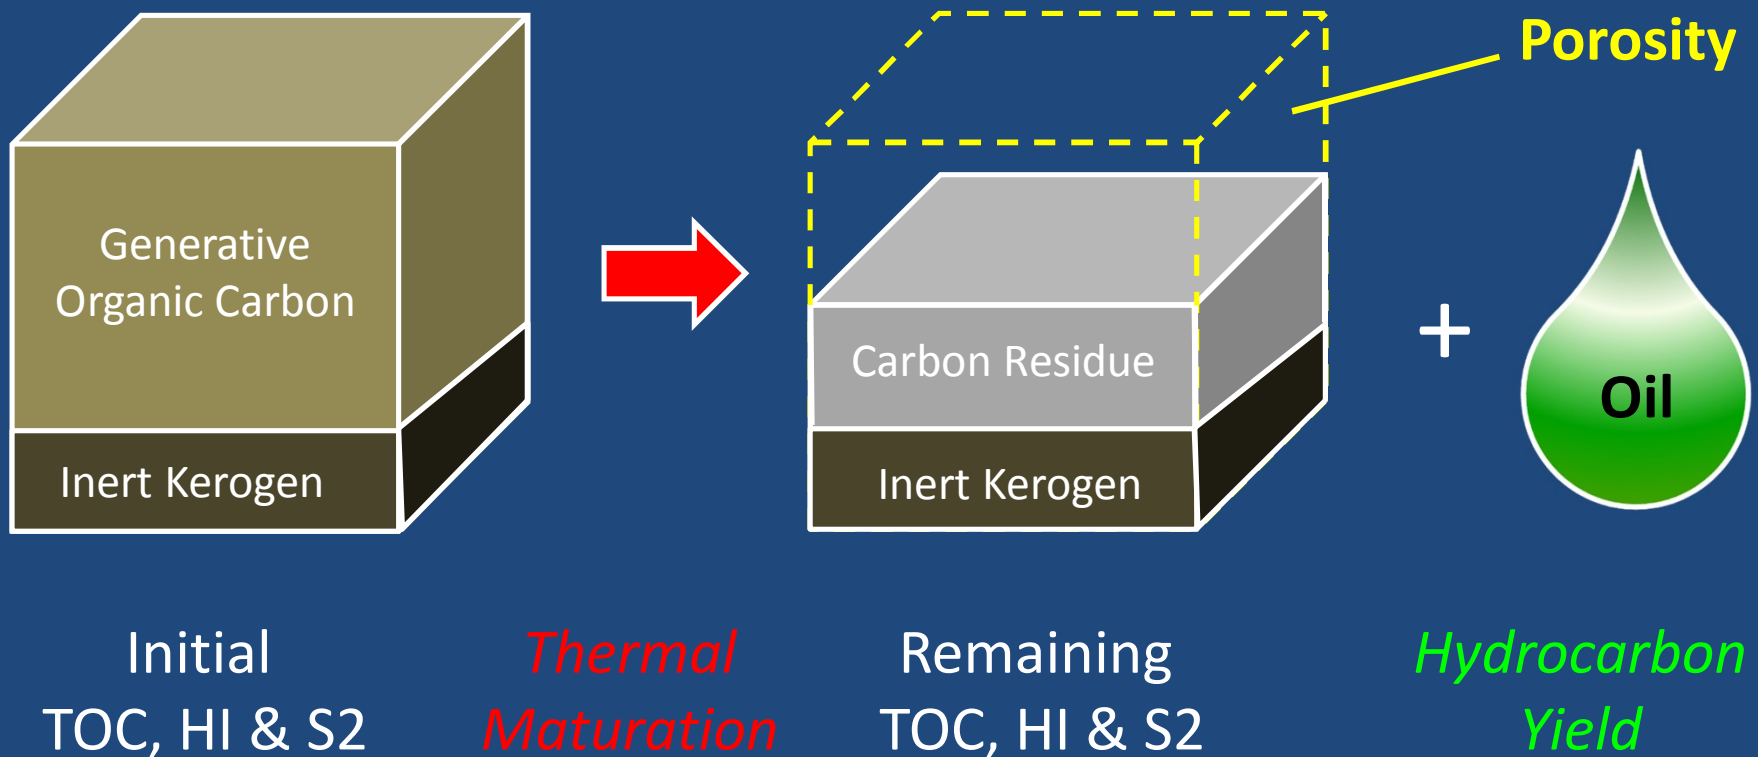 Porosity
Generative
Organic Carbon
Inert Kerogen
Carbon Residue
Inert Kerogen
+
Oil
Initial
TOC, HI & S2
Thermal
Maturation
Remaining
TOC, HI & S2
Hydrocarbon
Yield